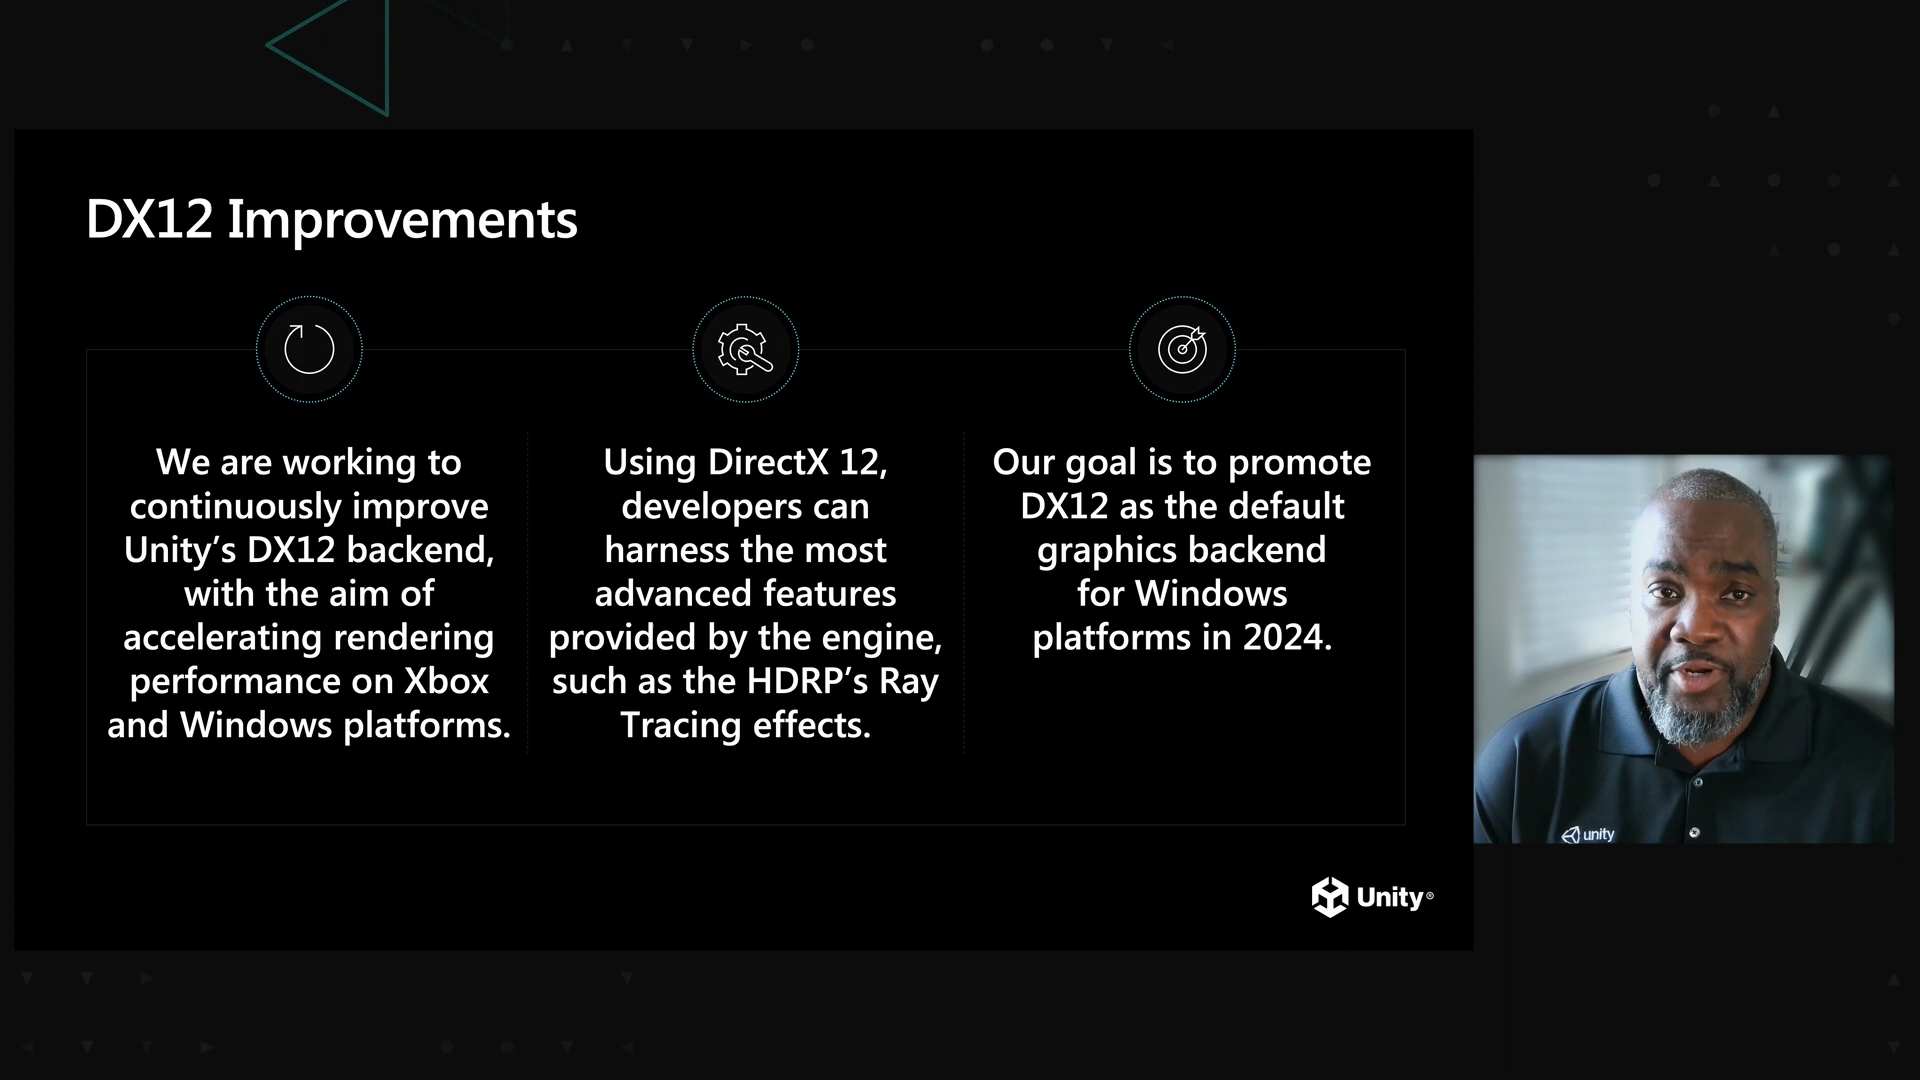 DX12 Improvements
We are working to
continuously improve
Unity’s DX12 backend,
with the aim of
accelerating rendering
performance on Xbox
and Windows platforms.
Using DirectX 12,
developers can
harness the most
advanced features
provided by the engine,
such as the HDRP’s Ray
Tracing effects.
Our goal is to promote
DX12 as the default
graphics backend
for Windows
platforms in 2024.
unity
Unity®